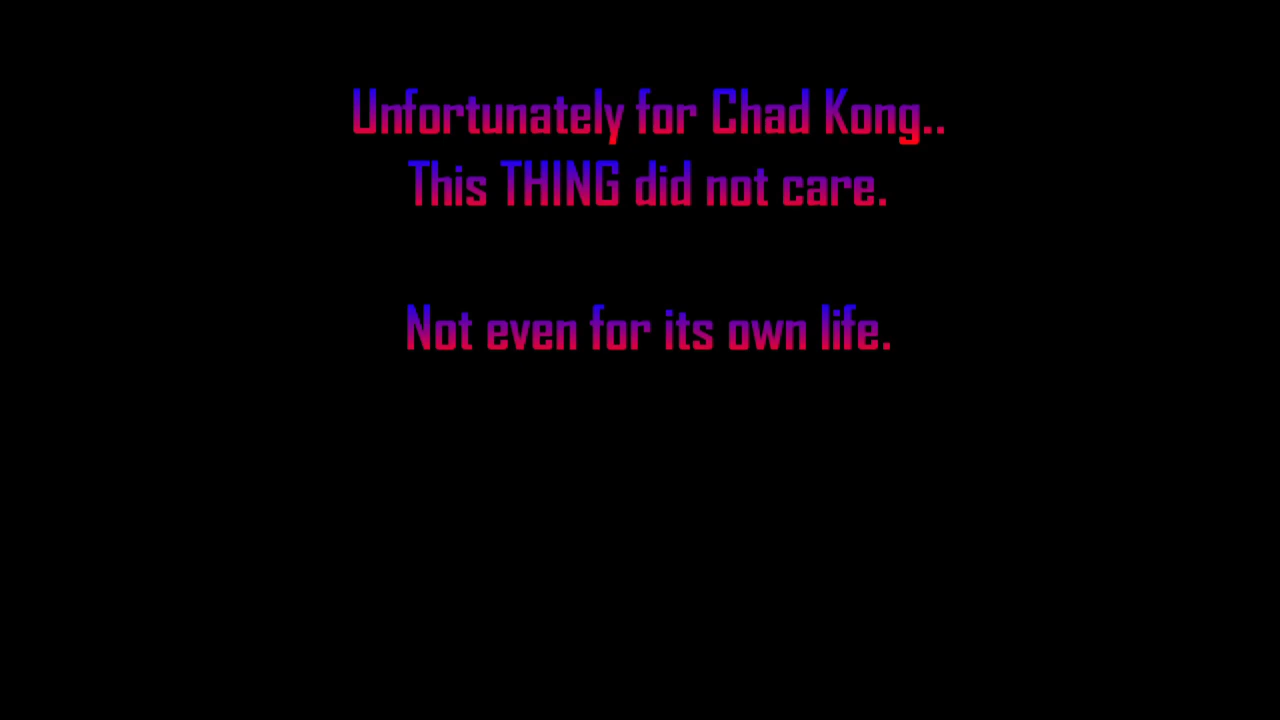 Unfortunately for Chad Kong..
This THING did not care.
Not even for its own life.